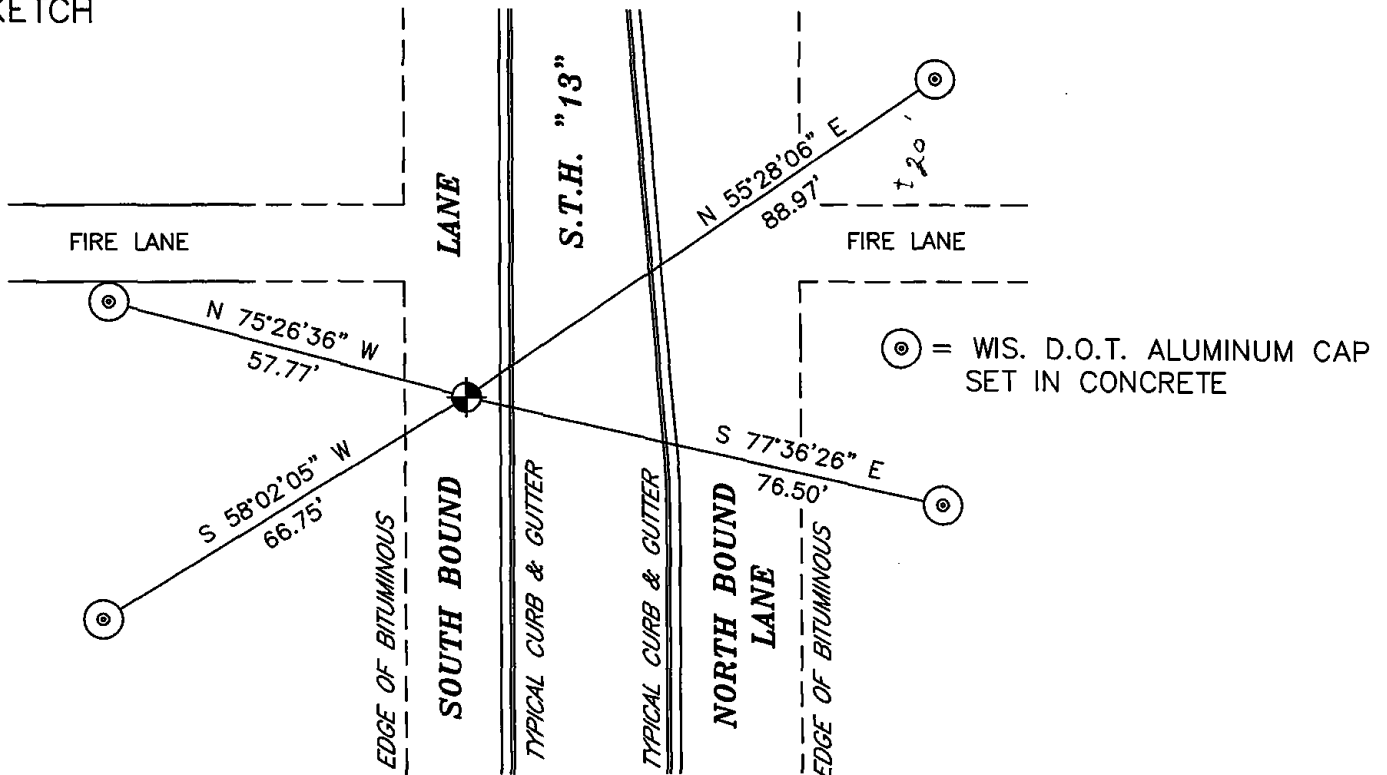 KETCH
LANE
S.T.H. "13"
N 55°28'06" E
88.97'
± 20'
FIRE LANE
FIRE LANE
N 75°26'36" W
57.77'
= WIS. D.O.T. ALUMINUM CAP
SET IN CONCRETE
S 77°36'26" E
76.50'
S 58°02'05" W
66.75'
EDGE OF BITUMINOUS
SOUTH BOUND
TYPICAL CURB & GUTTER
TYPICAL CURB & GUTTER
NORTH BOUND
LANE
EDGE OF BITUMINOUS